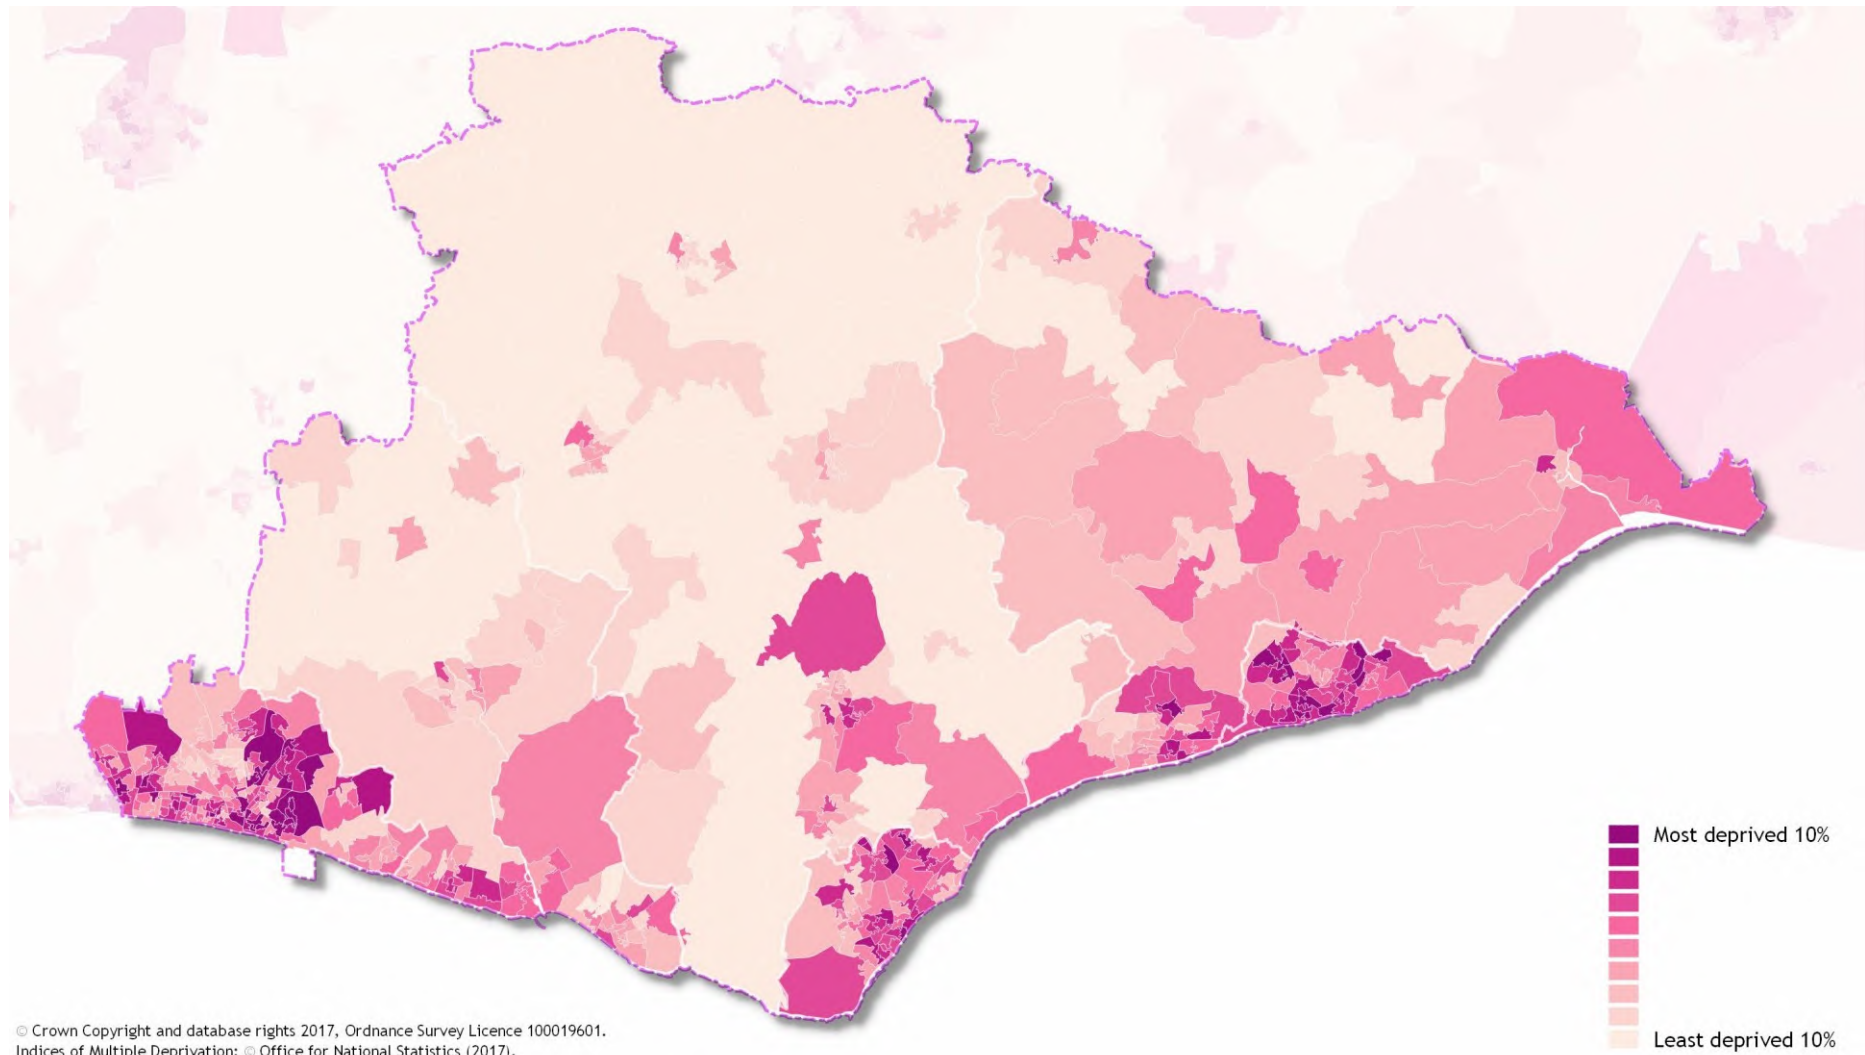 Most deprived 10%
Least deprived 10%
© Crown Copyright and database rights 2017, Ordnance Survey Licence 100019601.
Indices of Multiple Deprivation: © Office for National Statistics (2017).